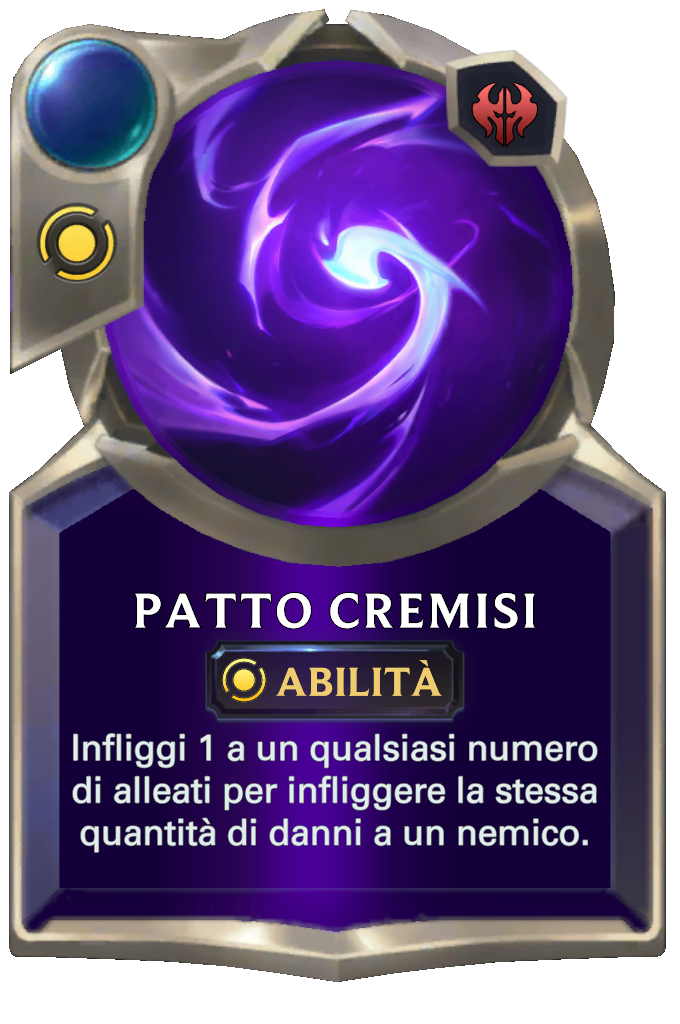 PATTO CREMISI
ABILITÀ
Infliggi 1 a un qualsiasi numero
di alleati per infliggere la stessa
quantità di danni a un nemico.